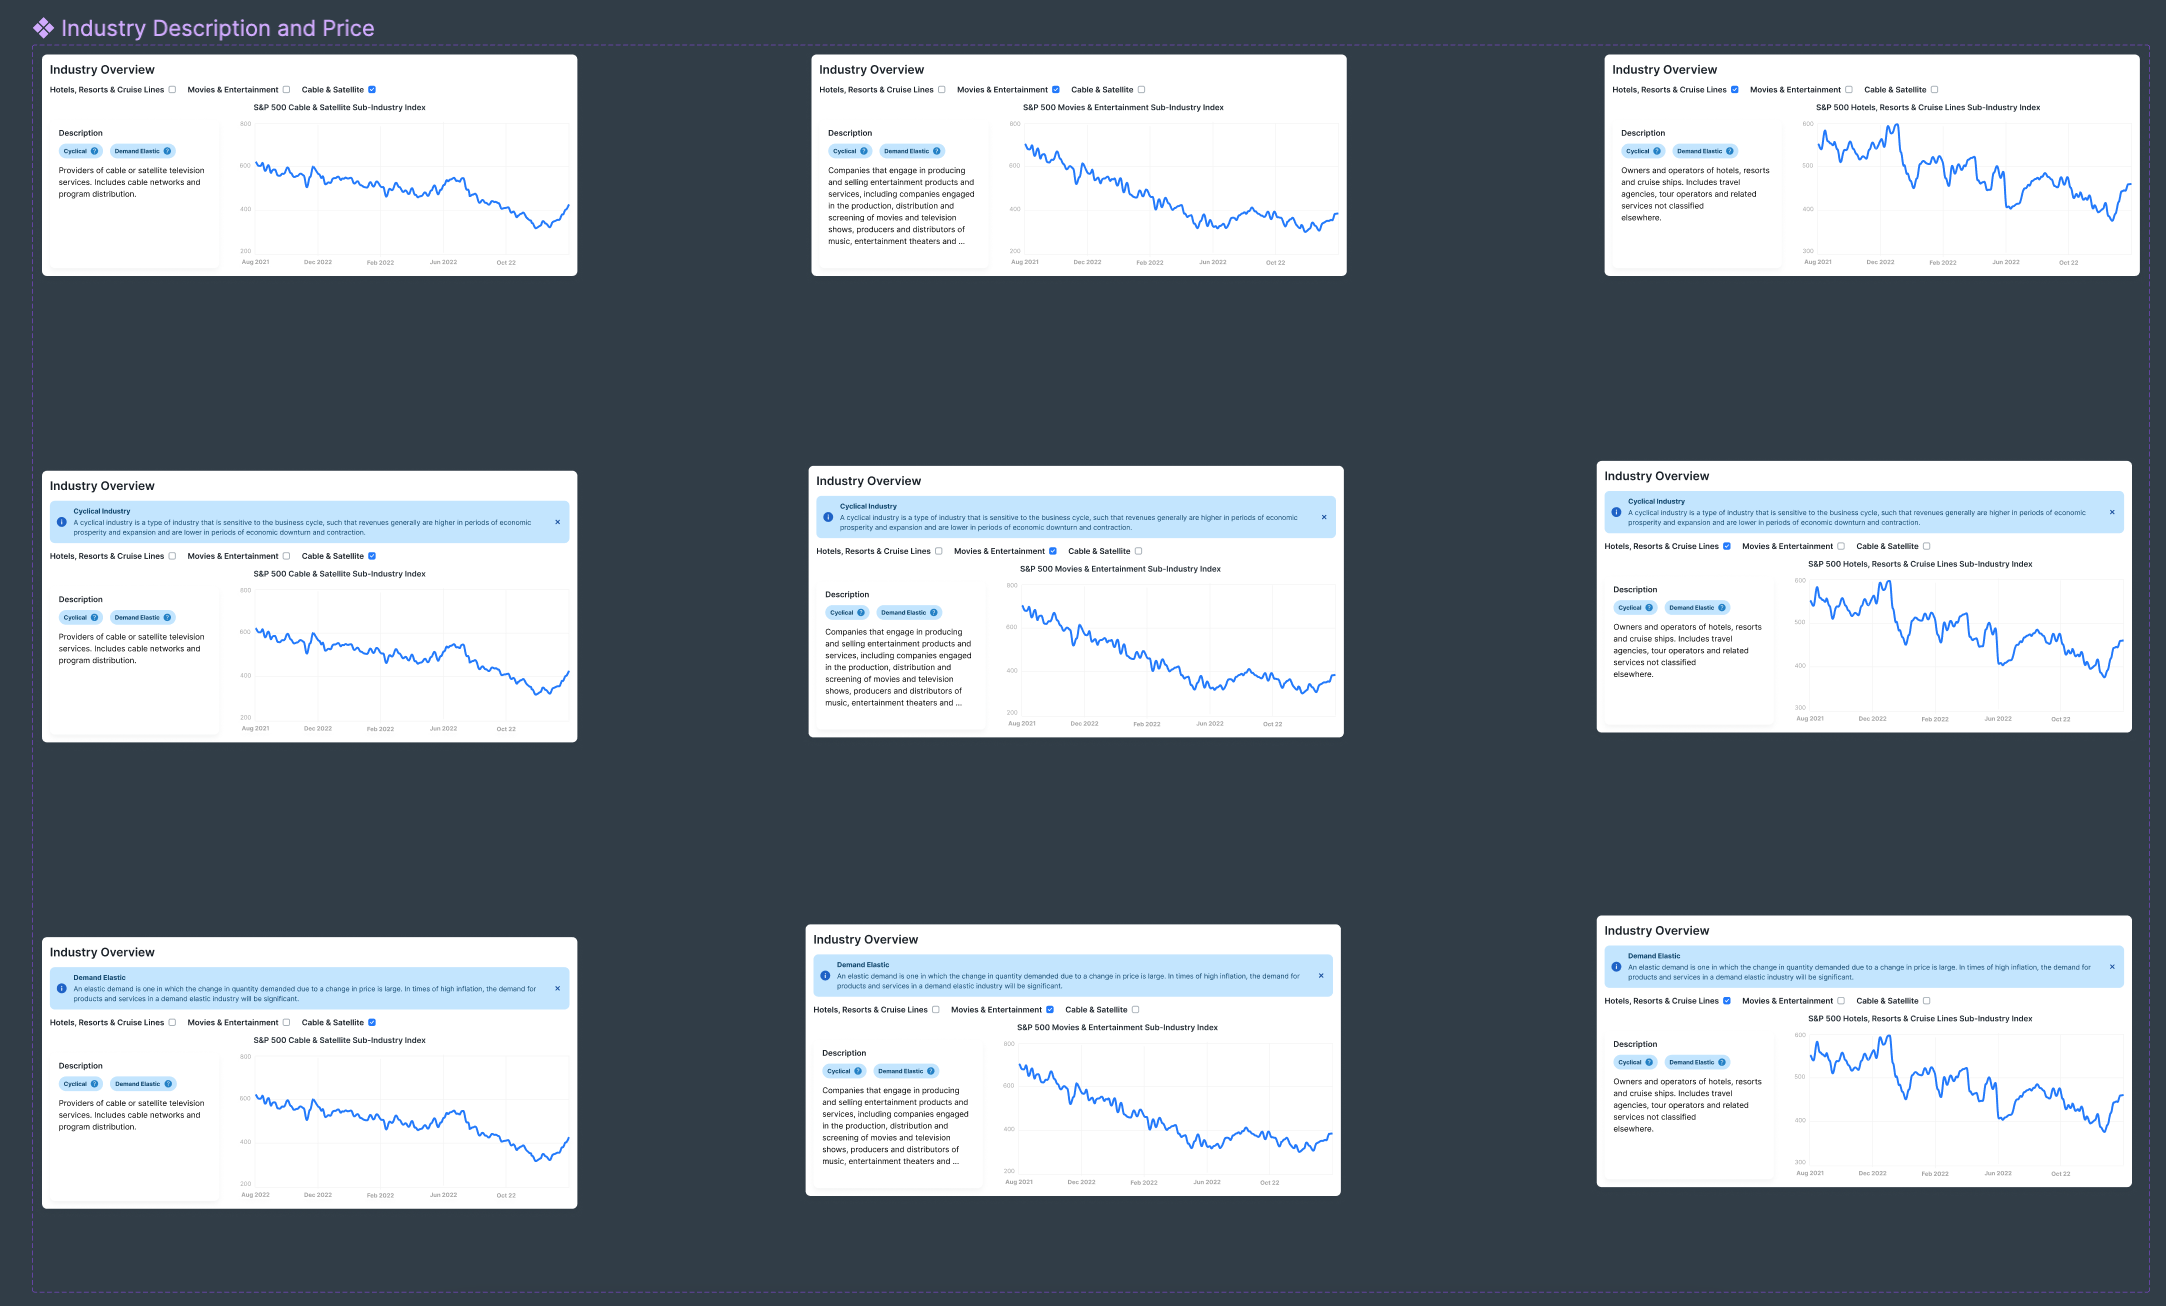 Industry Description and Price
Industry Overview
Hotels, Resorts & Cruise Lines Movies & Entertainment Cable & Satellite
S&P 500 Cable & Satellite Sub-Industry Index
Description
Cyclical ? Demand Elastic ?
Providers of cable or satellite television
services. Includes cable networks and
program distribution.
800
600
400
200
Aug 2021 Dec 2022 Feb 2022 Jun 2022 Oct 22
Industry Overview
Hotels, Resorts & Cruise Lines Movies & Entertainment Cable & Satellite
S&P 500 Movies & Entertainment Sub-Industry Index
Description
Cyclical ? Demand Elastic ?
Companies that engage in producing
and selling entertainment products and
services, including companies engaged
in the production, distribution and
screening of movies and television
shows, producers and distributors of
music, entertainment theaters and ...
800
600
400
200
Aug 2021 Dec 2022 Feb 2022 Jun 2022 Oct 22
Industry Overview
Hotels, Resorts & Cruise Lines Movies & Entertainment Cable & Satellite
S&P 500 Hotels, Resorts & Cruise Lines Sub-Industry Index
Description
Cyclical ? Demand Elastic ?
Owners and operators of hotels, resorts
and cruise ships. Includes travel
agencies, tour operators and related
services not classified
elsewhere.
600
500
400
300
Aug 2021 Dec 2022 Feb 2022 Jun 2022 Oct 22
Industry Overview
Cyclical Industry
A cyclical industry is a type of industry that is sensitive to the business cycle, such that revenues generally are higher in periods of economic
prosperity and expansion and are lower in periods of economic downturn and contraction.
Hotels, Resorts & Cruise Lines Movies & Entertainment Cable & Satellite
S&P 500 Cable & Satellite Sub-Industry Index
Description
Cyclical ? Demand Elastic ?
Providers of cable or satellite television
services. Includes cable networks and
program distribution.
800
600
400
200
Aug 2021 Dec 2022 Feb 2022 Jun 2022 Oct 22
Industry Overview
Cyclical Industry
A cyclical industry is a type of industry that is sensitive to the business cycle, such that revenues generally are higher in periods of economic
prosperity and expansion and are lower in periods of economic downturn and contraction.
Hotels, Resorts & Cruise Lines Movies & Entertainment Cable & Satellite
S&P 500 Movies & Entertainment Sub-Industry Index
Description
Cyclical ? Demand Elastic ?
Companies that engage in producing
and selling entertainment products and
services, including companies engaged
in the production, distribution and
screening of movies and television
shows, producers and distributors of
music, entertainment theaters and ...
800
600
400
200
Aug 2021 Dec 2022 Feb 2022 Jun 2022 Oct 22
Industry Overview
Cyclical Industry
A cyclical industry is a type of industry that is sensitive to the business cycle, such that revenues generally are higher in periods of economic
prosperity and expansion and are lower in periods of economic downturn and contraction.
Hotels, Resorts & Cruise Lines Movies & Entertainment Cable & Satellite
S&P 500 Hotels, Resorts & Cruise Lines Sub-Industry Index
Description
Cyclical ? Demand Elastic ?
Owners and operators of hotels, resorts
and cruise ships. Includes travel
agencies, tour operators and related
services not classified
elsewhere.
600
500
400
300
Aug 2021 Dec 2022 Feb 2022 Jun 2022 Oct 22
Industry Overview
Demand Elastic
An elastic demand is one in which the change in quantity demanded due to a change in price is large. In times of high inflation, the demand for
products and services in a demand elastic industry will be significant.
Hotels, Resorts & Cruise Lines Movies & Entertainment Cable & Satellite
S&P 500 Cable & Satellite Sub-Industry Index
Description
Cyclical ? Demand Elastic ?
Providers of cable or satellite television
services. Includes cable networks and
program distribution.
800
600
400
200
Aug 2022 Dec 2022 Feb 2022 Jun 2022 Oct 22
Industry Overview
Demand Elastic
An elastic demand is one in which the change in quantity demanded due to a change in price is large. In times of high inflation, the demand for
products and services in a demand elastic industry will be significant.
Hotels, Resorts & Cruise Lines Movies & Entertainment Cable & Satellite
S&P 500 Movies & Entertainment Sub-Industry Index
Description
Cyclical ? Demand Elastic ?
Companies that engage in producing
and selling entertainment products and
services, including companies engaged
in the production, distribution and
screening of movies and television
shows, producers and distributors of
music, entertainment theaters and ...
800
600
400
200
Aug 2021 Dec 2022 Feb 2022 Jun 2022 Oct 22
Industry Overview
Demand Elastic
An elastic demand is one in which the change in quantity demanded due to a change in price is large. In times of high inflation, the demand for
products and services in a demand elastic industry will be significant.
Hotels, Resorts & Cruise Lines Movies & Entertainment Cable & Satellite
S&P 500 Hotels, Resorts & Cruise Lines Sub-Industry Index
Description
Cyclical ? Demand Elastic ?
Owners and operators of hotels, resorts
and cruise ships. Includes travel
agencies, tour operators and related
services not classified
elsewhere.
600
500
400
300
Aug 2021 Dec 2022 Feb 2022 Jun 2022 Oct 22